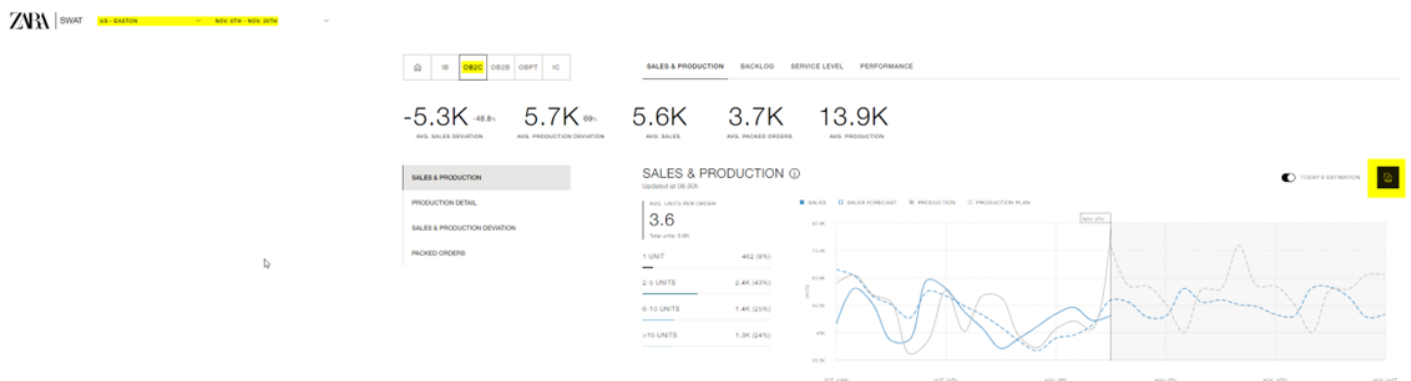 ZARA SWAT US - EASTON NOV. 6TH - NOV. 20TH
IB OB2C OB2B OBPT IC
SALES & PRODUCTION BACKLOG SERVICE LEVEL PERFORMANCE
-5.3K -48.8% 5.7K 69% 5.6K 3.7K 13.9K
AVG. SALES DEVIATION AVG. PRODUCTION DEVIATION AVG. SALES AVG. PACKED ORDERS AVG. PRODUCTION
SALES & PRODUCTION
PRODUCTION DETAIL
SALES & PRODUCTION DEVIATION
PACKED ORDERS
SALES & PRODUCTION
Updated at 08:30h
TODAY'S ESTIMATION
AVG. UNITS PER ORDER
3.6
Total units: 5.6K
1 UNIT 462 (8%)
2-5 UNITS 2.4K (43%)
6-10 UNITS 1.4K (25%)
>10 UNITS 1.3K (24%)
SALES SALES FORECAST PRODUCTION PRODUCTION PLAN
UNITS